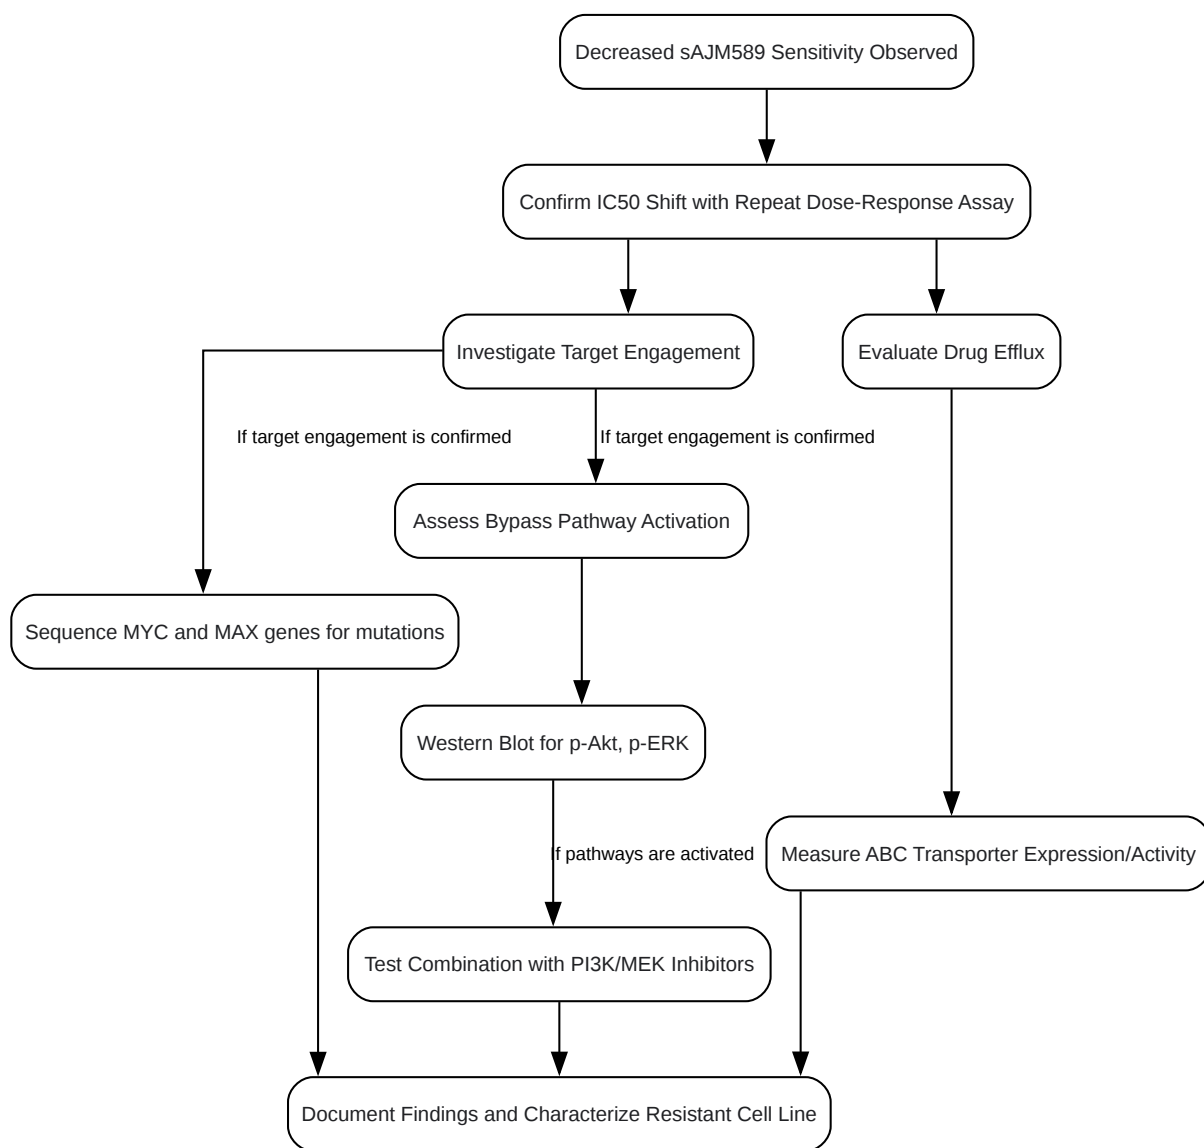 Decreased sAJM589 Sensitivity Observed
Confirm IC50 Shift with Repeat Dose-Response Assay
Investigate Target Engagement
Evaluate Drug Efflux
If target engagement is confirmed
If target engagement is confirmed
Assess Bypass Pathway Activation
Sequence MYC and MAX genes for mutations
Western Blot for p-Akt, p-ERK
If pathways are activated
Measure ABC Transporter Expression/Activity
Test Combination with PI3K/MEK Inhibitors
Document Findings and Characterize Resistant Cell Line